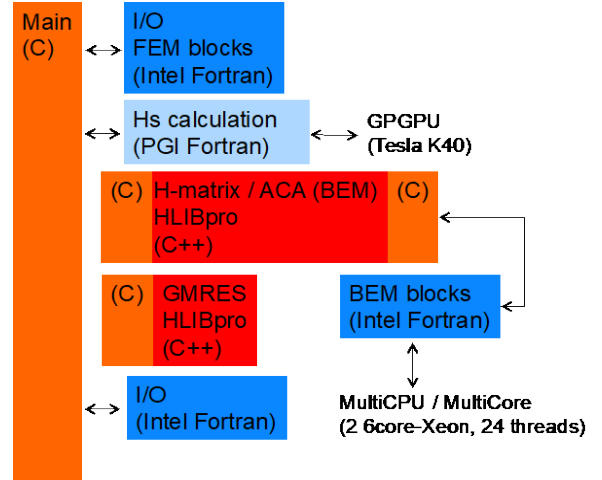 Main
(C)
I/O
FEM blocks
(Intel Fortran)
Hs calculation
(PGI Fortran)
GPGPU
(Tesla K40)
(C)
H-matrix / ACA (BEM)
HLIBpro
(C++)
(C)
(C)
GMRES
HLIBpro
(C++)
BEM blocks
(Intel Fortran)
I/O
(Intel Fortran)
MultiCPU / MultiCore
(2 6core-Xeon, 24 threads)